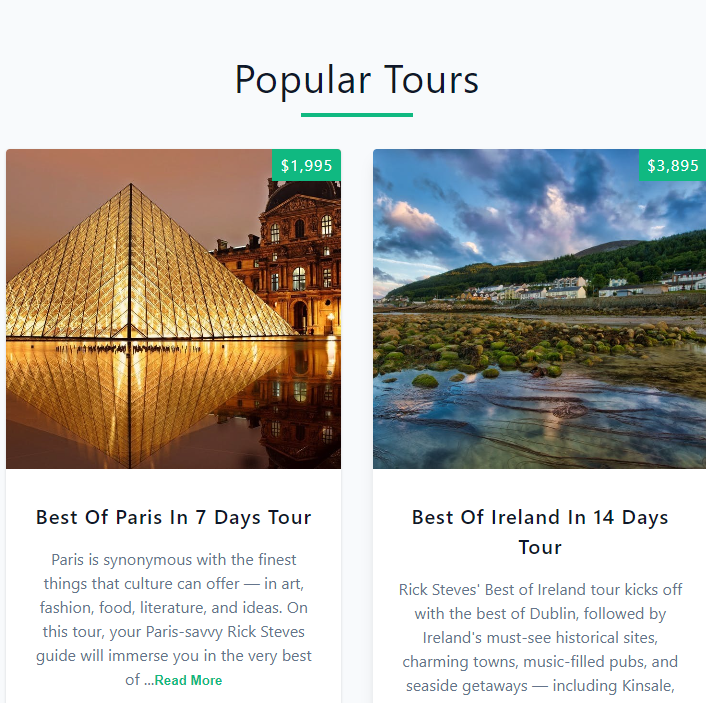 Popular Tours
$1,995
$3,895
Best Of Paris In 7 Days Tour
Paris is synonymous with the finest
things that culture can offer — in art,
fashion, food, literature, and ideas. On
this tour, your Paris-savvy Rick Steves
guide will immerse you in the very best
of ...Read More
Best Of Ireland In 14 Days
Tour
Rick Steves' Best of Ireland tour kicks off
with the best of Dublin, followed by
Ireland's must-see historical sites,
charming towns, music-filled pubs, and
seaside getaways — including Kinsale,